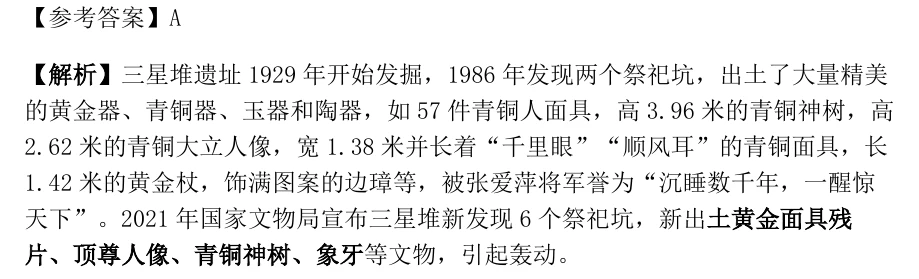 【参考答案】A
【解析】三星堆遗址 1929 年开始发掘，1986 年发现两个祭祀坑，出土了大量精美
的黄金器、青铜器、玉器和陶器，如 57 件青铜人面具，高 3.96 米的青铜神树，高
2.62 米的青铜大立人像，宽 1.38 米并长着“千里眼”“顺风耳”的青铜面具，长
1.42 米的黄金杖，饰满图案的边璋等，被张爱萍将军誉为“沉睡数千年，一醒惊
天下”。2021 年国家文物局宣布三星堆新发现 6 个祭祀坑，新出土黄金面具残
片、顶尊人像、青铜神树、象牙等文物，引起轰动。